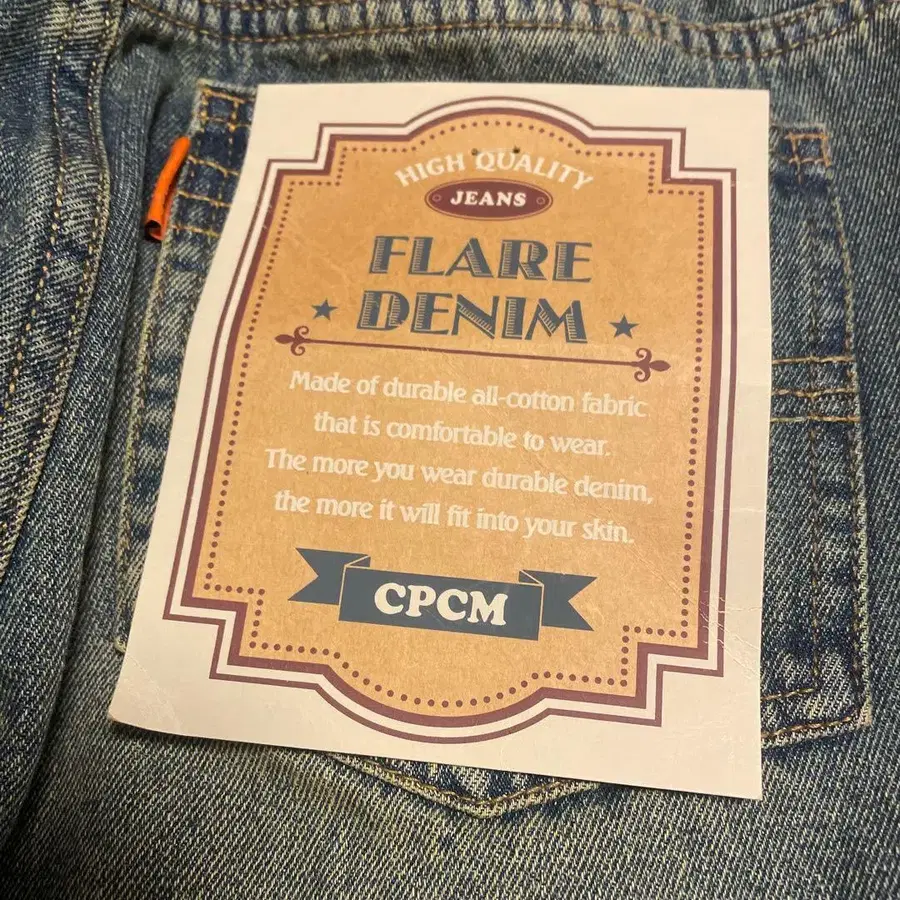 HIGH QUALITY
JEANS
FLARE
DENIM
Made of durable all-cotton fabric
that is comfortable to wear.
The more you wear durable denim,
the more it will fit into your skin.
CPCM